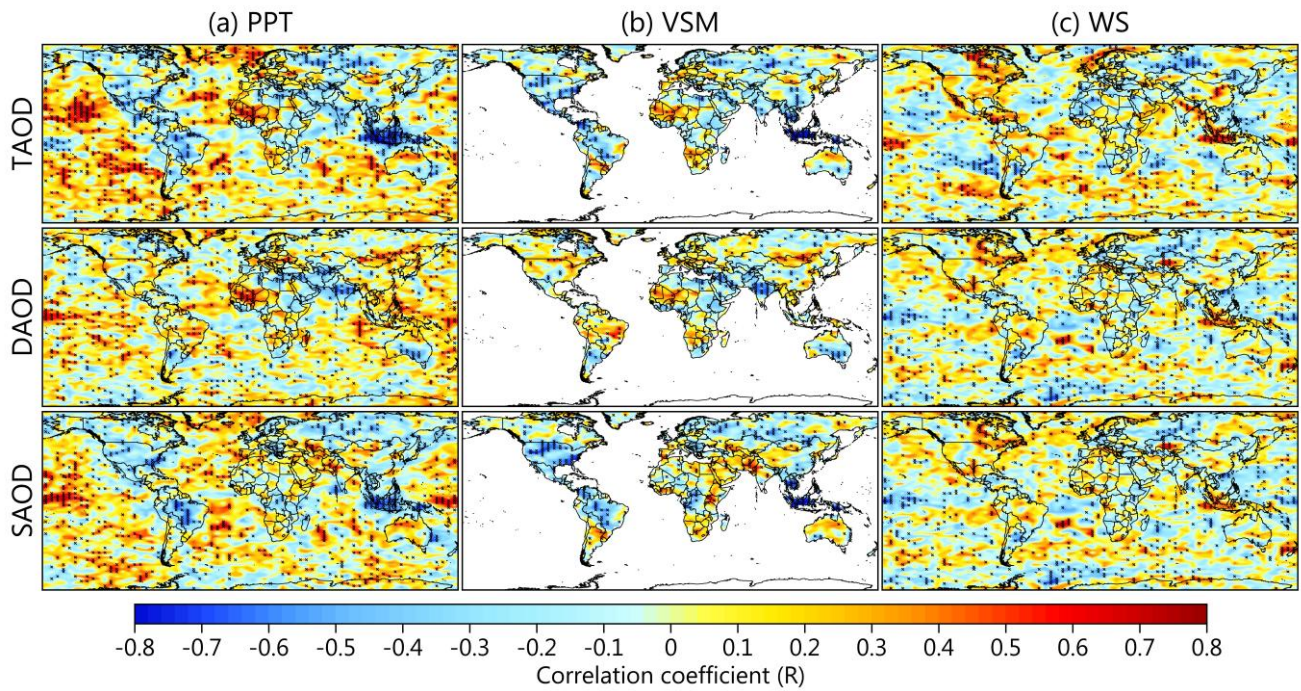 (a) PPT
(b) VSM
(c) WS
TAOD
DAOD
SAOD
-0.8 -0.7 -0.6 -0.5 -0.4 -0.3 -0.2 -0.1 0 0.1 0.2 0.3 0.4 0.5 0.6 0.7 0.8
Correlation coefficient (R)